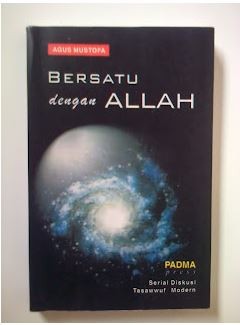 AGUS MUSTOFA
BERSATU
dengan ALLAH
PADMA
press
Serial Diskusi
Tasawwuf Modern